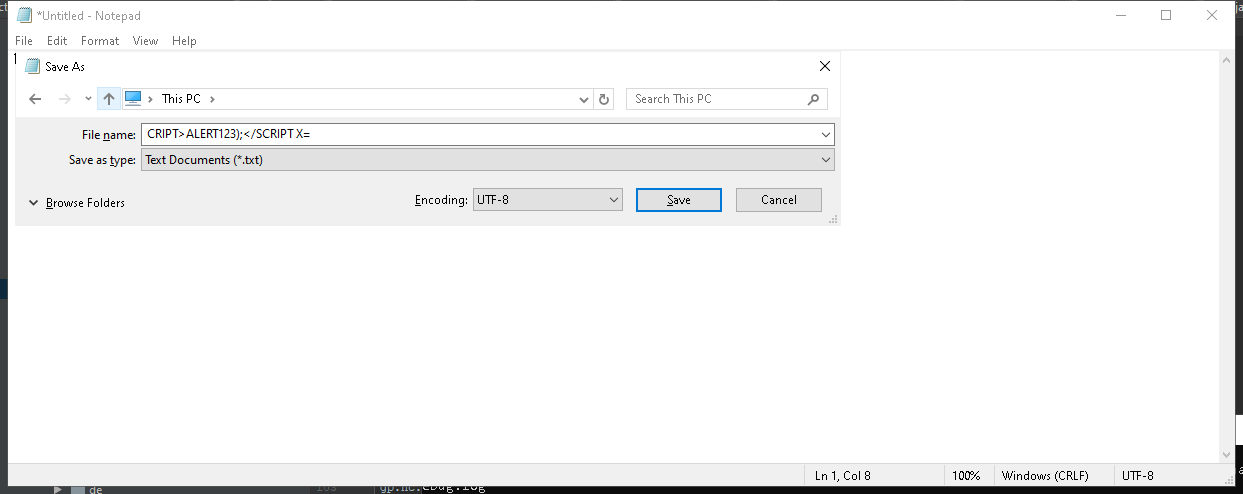 *Untitled - Notepad
File Edit Format View Help
Save As
This PC
Search This PC
File name: CRIPT>ALERT123);</SCRIPT X=
Save as type: Text Documents (*.txt)
Browse Folders
Encoding: UTF-8
Save
Cancel
Ln 1, Col 8
100%
Windows (CRLF)
UTF-8
de